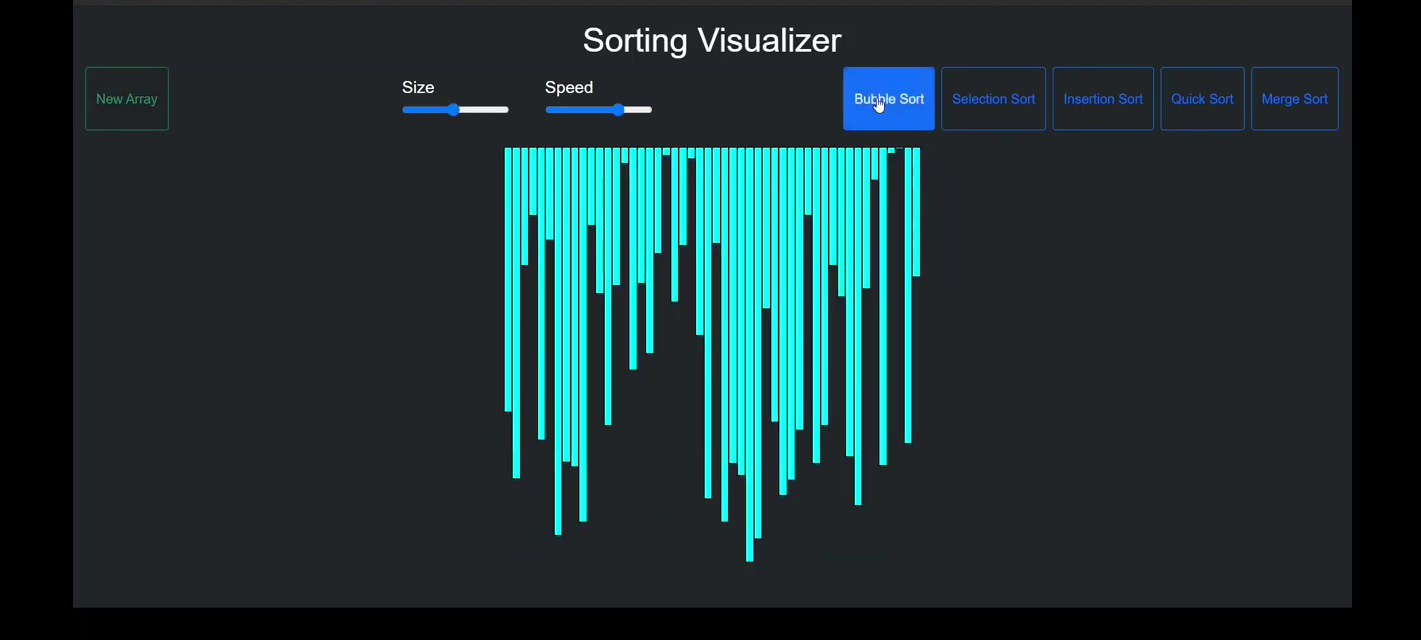 Sorting Visualizer
New Array
Size
Speed
Bubble Sort
Selection Sort
Insertion Sort
Quick Sort
Merge Sort